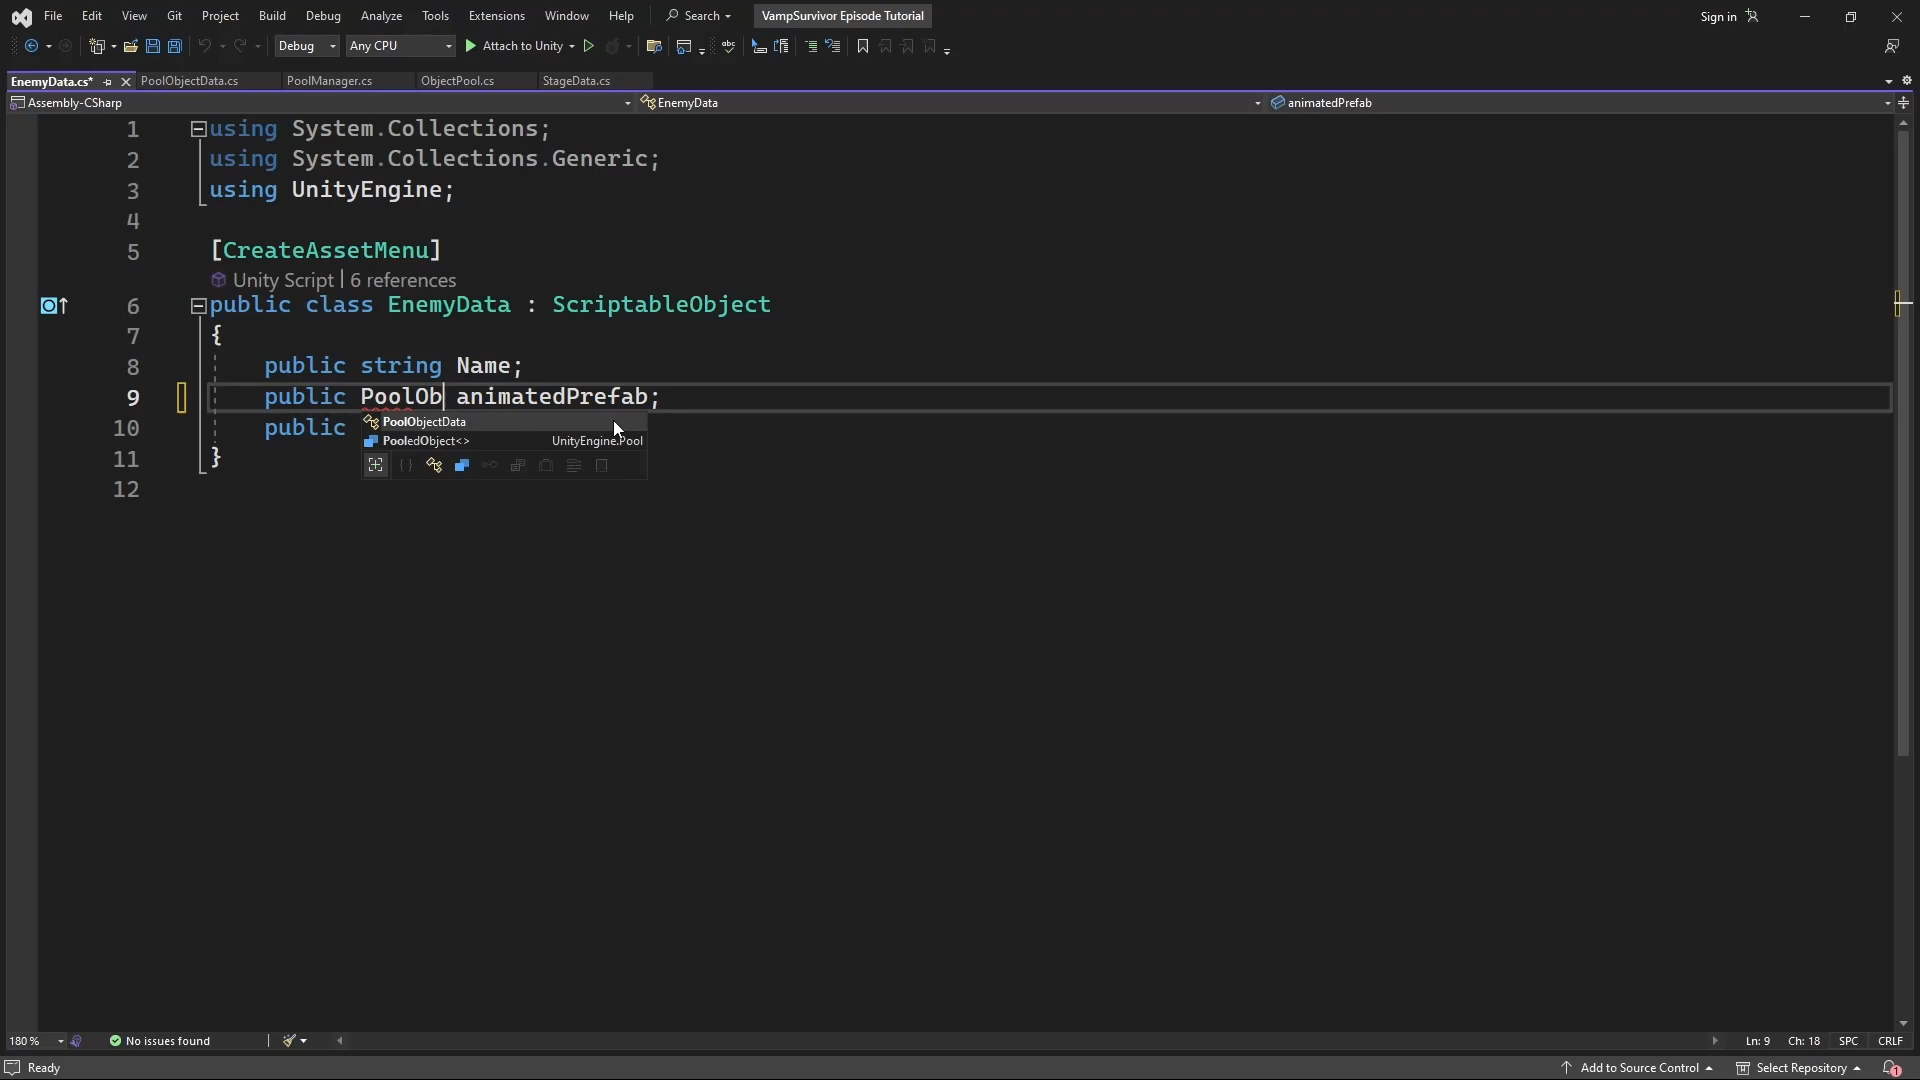 File Edit View Git Project Build Debug Analyze Tools Extensions Window Help Search VampSurvivor Episode Tutorial Sign in
Debug Any CPU Attach to Unity
EnemyData.cs* PoolObjectData.cs PoolManager.cs ObjectPool.cs StageData.cs
Assembly-CSharp EnemyData animatedPrefab
1 using System.Collections;
2 using System.Collections.Generic;
3 using UnityEngine;
4
5 [CreateAssetMenu]
Unity Script | 6 references
6 public class EnemyData : ScriptableObject
7 {
8 public string Name;
9 public PoolOb animatedPrefab;
PoolObjectData
10 public
PooledObject<> UnityEngine.Pool
11 }
12
180 % No issues found Ln: 9 Ch: 18 SPC CRLF
Ready Add to Source Control Select Repository 1